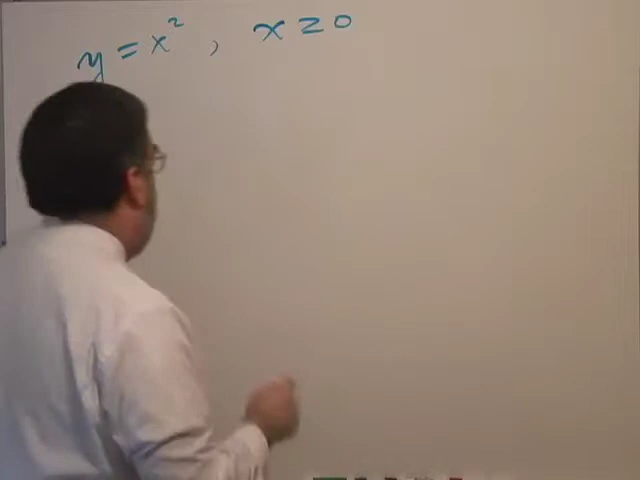 y = x² , x ≥ 0